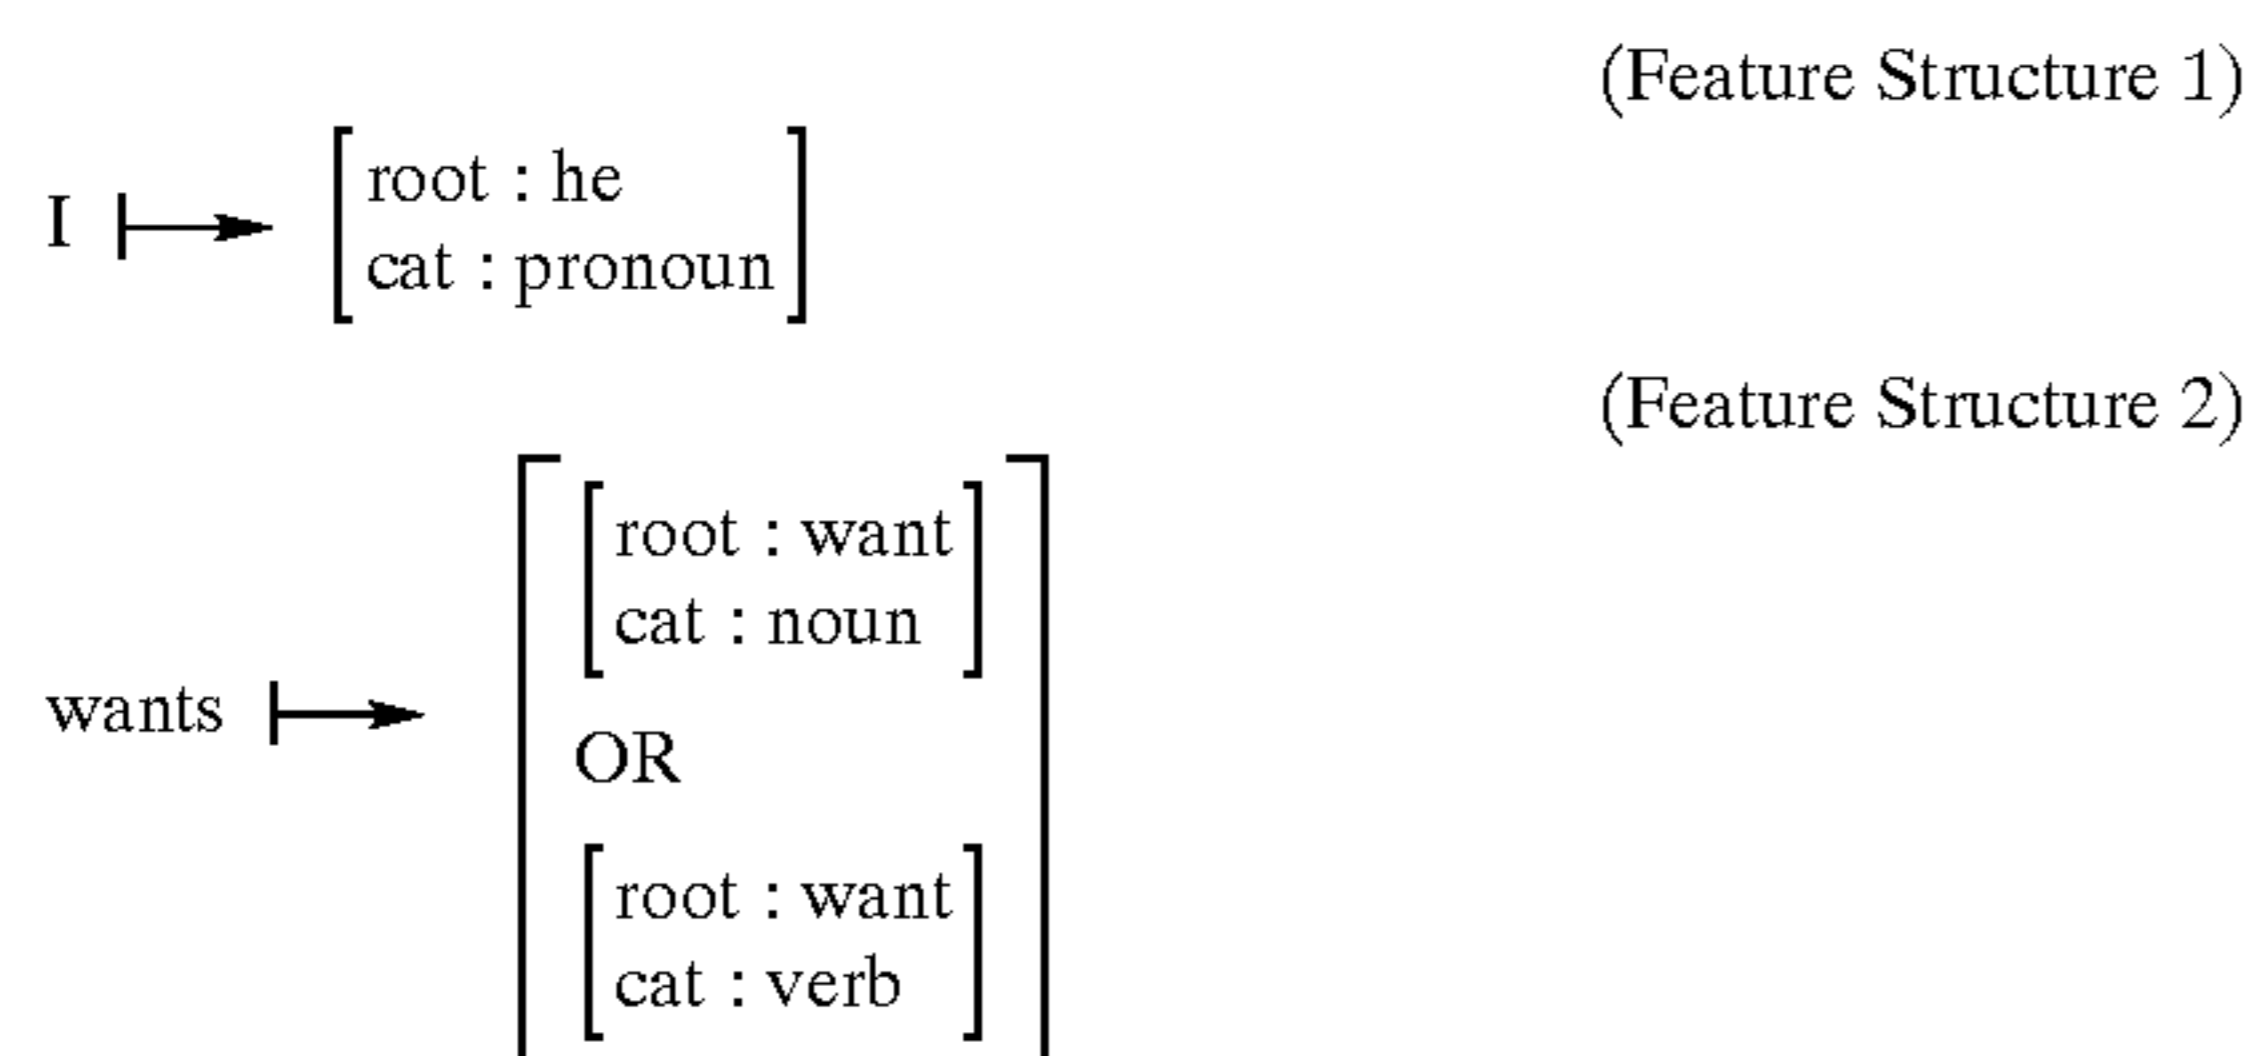 (Feature Structure 1)
I ⟼ [root : he
cat : pronoun]
(Feature Structure 2)
wants ⟼
[root : want
cat : noun]
OR
[root : want
cat : verb]